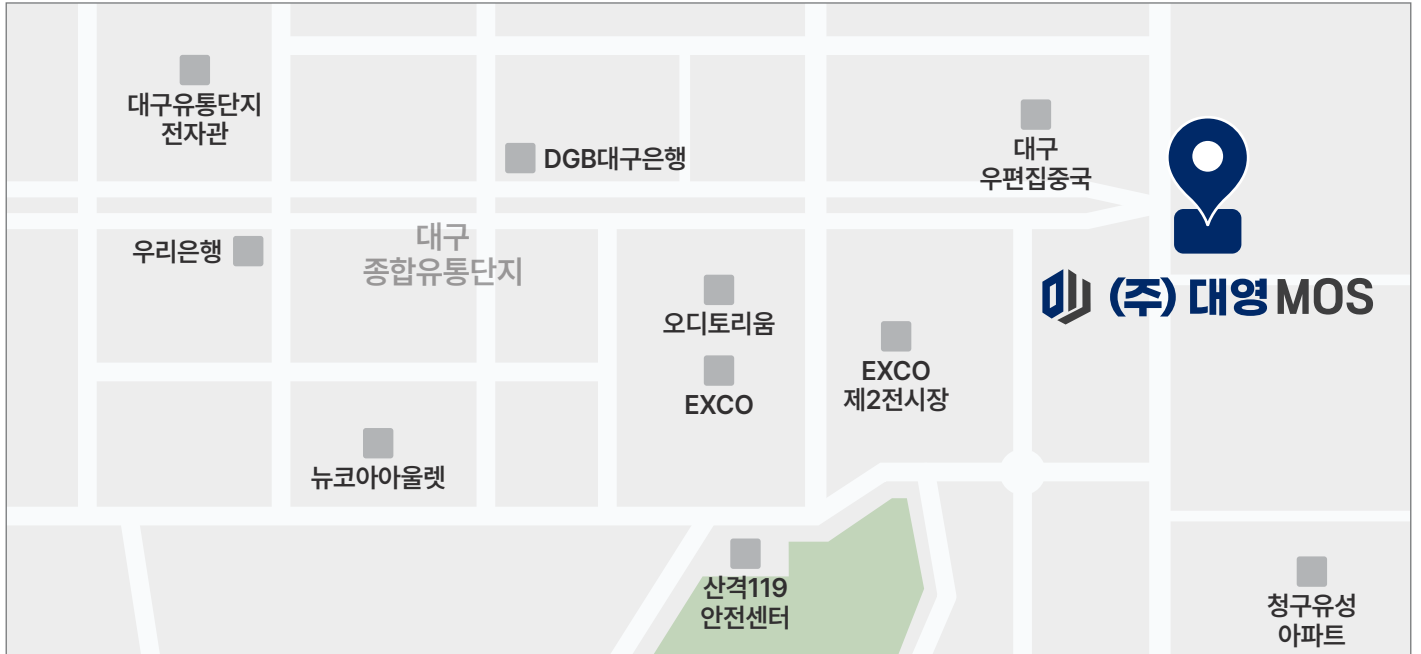 대구유통단지
전자관
DGB대구은행
대구
우편집중국
우리은행
대구
종합유통단지
(주) 대영MOS
오디토리움
EXCO
제2전시장
EXCO
뉴코아아울렛
산격119
안전센터
청구유성
아파트